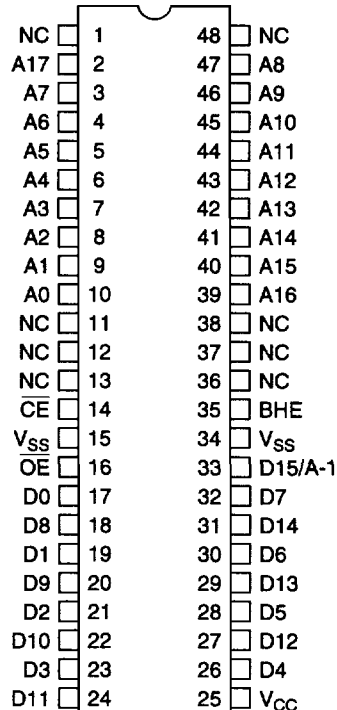 NC 1 48 NC
A17 2 47 A8
A7 3 46 A9
A6 4 45 A10
A5 5 44 A11
A4 6 43 A12
A3 7 42 A13
A2 8 41 A14
A1 9 40 A15
A0 10 39 A16
NC 11 38 NC
NC 12 37 NC
NC 13 36 NC
C̅E̅ 14 35 BHE
VSS 15 34 VSS
O̅E̅ 16 33 D15/A-1
D0 17 32 D7
D8 18 31 D14
D1 19 30 D6
D9 20 29 D13
D2 21 28 D5
D10 22 27 D12
D3 23 26 D4
D11 24 25 VCC